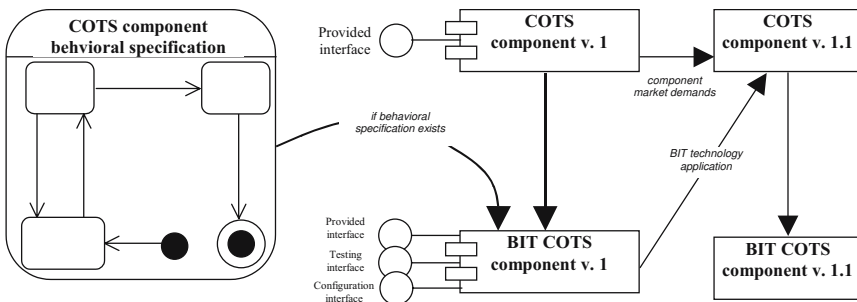 COTS component
behvioral specification
Provided
interface
COTS
component v. 1
COTS
component v. 1.1
component
market demands
if behavioral
specification exists
BIT technology
application
Provided
interface
Testing
interface
Configuration
interface
BIT COTS
component v. 1
BIT COTS
component v. 1.1